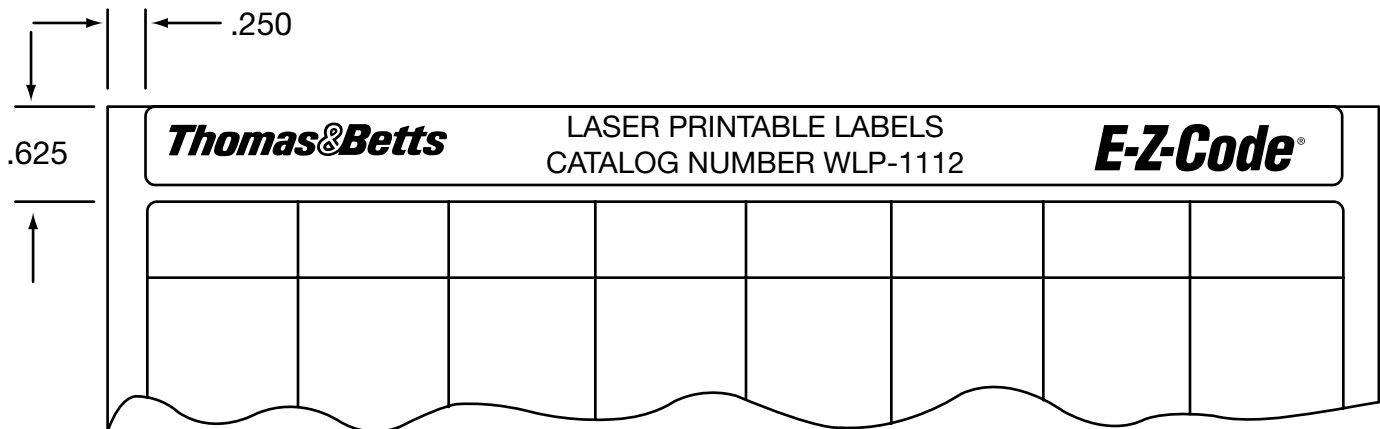 .250
.625
Thomas&Betts
LASER PRINTABLE LABELS
CATALOG NUMBER WLP-1112
E-Z-Code®